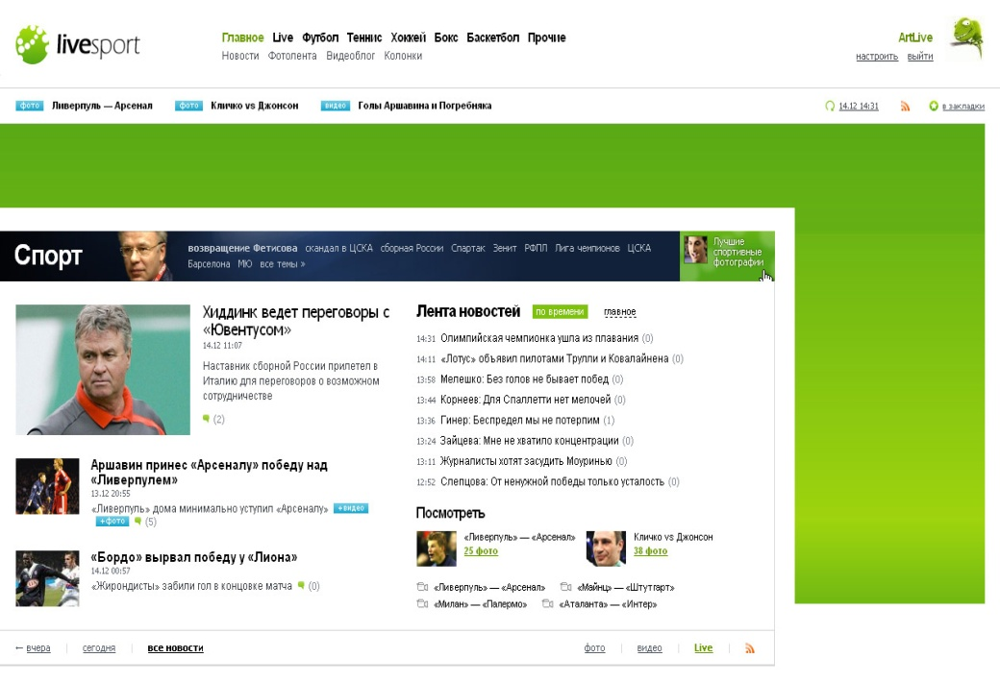 livesport
Главное Live Футбол Теннис Хоккей Бокс Баскетбол Прочие
Новости Фотолента Видеоблог Колонки
ArtLive
настроить выйти
фото Ливерпуль — Арсенал фото Кличко vs Джонсон видео Голы Аршавина и Погребняка
14.12 14:31 в закладки
Спорт
возвращение Фетисова скандал в ЦСКА сборная России Спартак Зенит РФПЛ Лига чемпионов ЦСКА
Барселона МЮ все темы »
Лучшие
спортивные
фотографии
Хиддинк ведет переговоры с
«Ювентусом»
14.12 11:07
Наставник сборной России прилетел в
Италию для переговоров о возможном
сотрудничестве
(2)
Аршавин принес «Арсеналу» победу над
«Ливерпулем»
13.12 20:55
«Ливерпуль» дома минимально уступил «Арсеналу» +видео
+фото (5)
«Бордо» вырвал победу у «Лиона»
14.12 00:57
«Жирондисты» забили гол в концовке матча (0)
Лента новостей по времени главное
14:31 Олимпийская чемпионка ушла из плавания (0)
14:11 «Лотус» объявил пилотами Трулли и Ковалайнена (0)
13:58 Мелешко: Без голов не бывает побед (0)
13:44 Корнеев: Для Спаллетти нет мелочей (0)
13:36 Гинер: Беспредел мы не потерпим (1)
13:24 Зайцева: Мне не хватило концентрации (0)
13:11 Журналисты хотят засудить Моуринью (0)
12:52 Слепцова: От ненужной победы только усталость (0)
Посмотреть
«Ливерпуль» — «Арсенал»
25 фото
Кличко vs Джонсон
38 фото
«Ливерпуль» — «Арсенал» «Майнц» — «Штутгарт»
«Милан» — «Палермо» «Аталанта» — «Интер»
← вчера сегодня все новости
фото видео Live